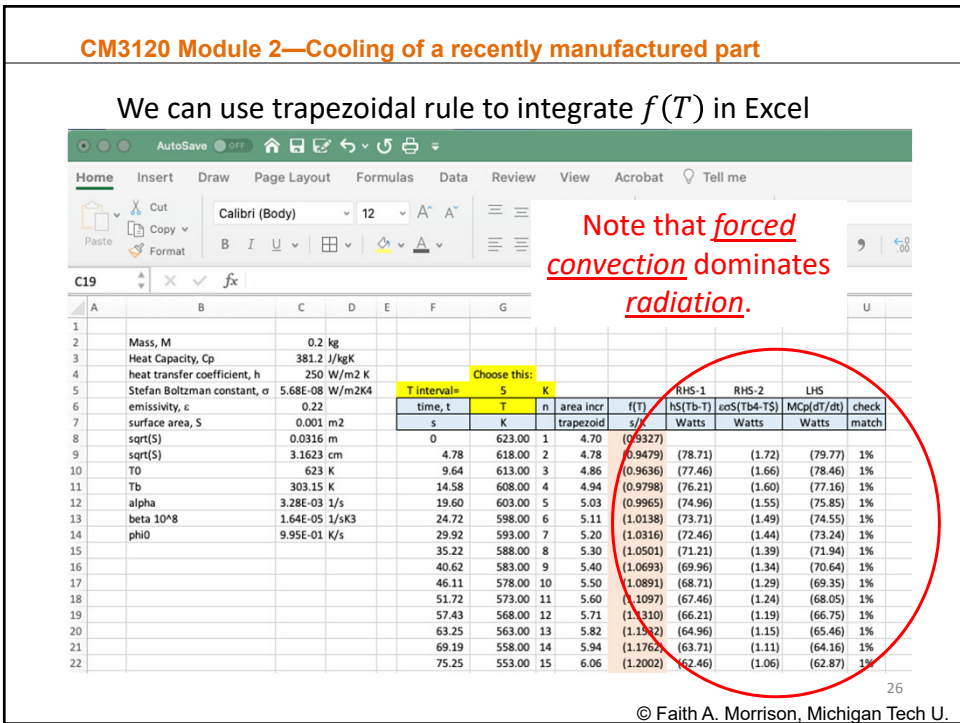 CM3120 Module 2—Cooling of a recently manufactured part
We can use trapezoidal rule to integrate f(T) in Excel
AutoSave OFF
Home Insert Draw Page Layout Formulas Data Review View Acrobat Tell me
Paste Cut Copy Format
Calibri (Body) 12 A^ A˅
B I U A
Note that forced
convection dominates
radiation.
C19 fx
A B C D E F G U
1
2 Mass, M 0.2 kg
3 Heat Capacity, Cp 381.2 J/kgK
4 heat transfer coefficient, h 250 W/m2 K Choose this:
5 Stefan Boltzman constant, σ 5.68E-08 W/m2K4 T interval= 5 K RHS-1 RHS-2 LHS
6 emissivity, ε 0.22 time, t T n area incr f(T) hS(Tb-T) εσS(Tb4-T$) MCp(dT/dt) check
7 surface area, S 0.001 m2 s K trapezoid s/K Watts Watts Watts match
8 sqrt(S) 0.0316 m 0 623.00 1 4.70 (0.9327)
9 sqrt(S) 3.1623 cm 4.78 618.00 2 4.78 (0.9479) (78.71) (1.72) (79.77) 1%
10 T0 623 K 9.64 613.00 3 4.86 (0.9636) (77.46) (1.66) (78.46) 1%
11 Tb 303.15 K 14.58 608.00 4 4.94 (0.9798) (76.21) (1.60) (77.16) 1%
12 alpha 3.28E-03 1/s 19.60 603.00 5 5.03 (0.9965) (74.96) (1.55) (75.85) 1%
13 beta 10^8 1.64E-05 1/sK3 24.72 598.00 6 5.11 (1.0138) (73.71) (1.49) (74.55) 1%
14 phi0 9.95E-01 K/s 29.92 593.00 7 5.20 (1.0316) (72.46) (1.44) (73.24) 1%
15 35.22 588.00 8 5.30 (1.0501) (71.21) (1.39) (71.94) 1%
16 40.62 583.00 9 5.40 (1.0693) (69.96) (1.34) (70.64) 1%
17 46.11 578.00 10 5.50 (1.0891) (68.71) (1.29) (69.35) 1%
18 51.72 573.00 11 5.60 (1.1097) (67.46) (1.24) (68.05) 1%
19 57.43 568.00 12 5.71 (1.1310) (66.21) (1.19) (66.75) 1%
20 63.25 563.00 13 5.82 (1.1532) (64.96) (1.15) (65.46) 1%
21 69.19 558.00 14 5.94 (1.1762) (63.71) (1.11) (64.16) 1%
22 75.25 553.00 15 6.06 (1.2002) (62.46) (1.06) (62.87) 1%
26
© Faith A. Morrison, Michigan Tech U.